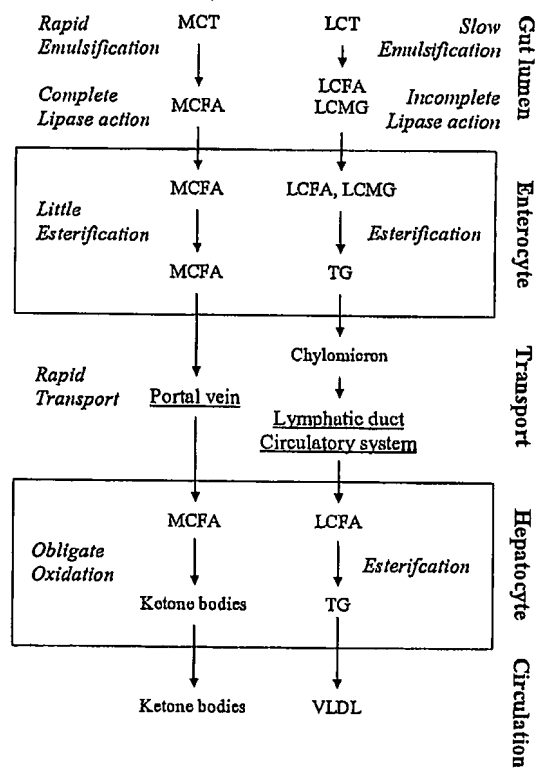 Rapid
Emulsification
MCT
LCT
Slow
Emulsification
Gut lumen
Complete
Lipase action
MCFA
LCFA
LCMG
Incomplete
Lipase action
MCFA
LCFA, LCMG
Enterocyte
Little
Esterification
Esterification
MCFA
TG
Chylomicron
Transport
Rapid
Transport
Portal vein
Lymphatic duct
Circulatory system
MCFA
LCFA
Hepatocyte
Obligate
Oxidation
Esterfcation
Ketone bodies
TG
Circulation
Ketone bodies
VLDL